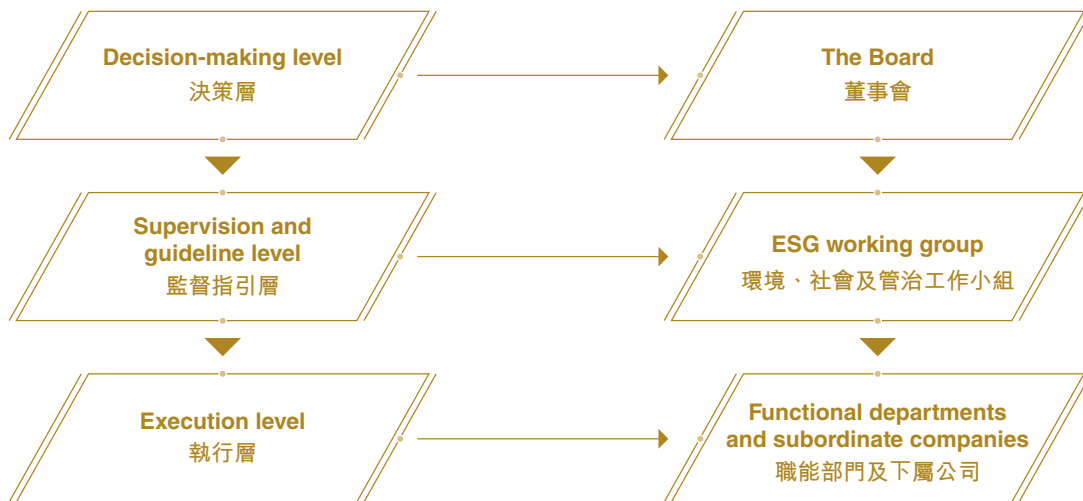 Decision-making level
決策層
The Board
董事會
Supervision and
guideline level
監督指引層
ESG working group
環境、社會及管治工作小組
Execution level
執行層
Functional departments
and subordinate companies
職能部門及下屬公司